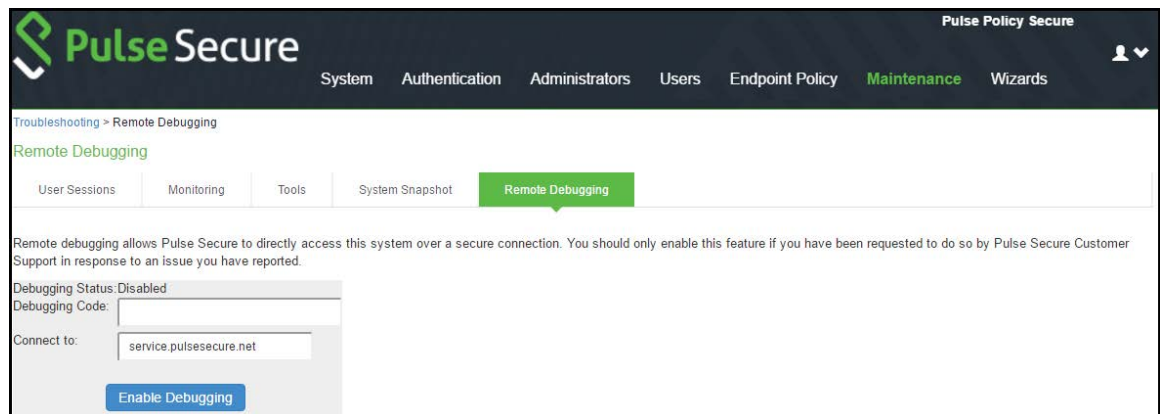 Pulse Policy Secure
Pulse Secure
System Authentication Administrators Users Endpoint Policy Maintenance Wizards
Troubleshooting > Remote Debugging
Remote Debugging
User Sessions Monitoring Tools System Snapshot Remote Debugging
Remote debugging allows Pulse Secure to directly access this system over a secure connection. You should only enable this feature if you have been requested to do so by Pulse Secure Customer
Support in response to an issue you have reported.
Debugging Status:Disabled
Debugging Code:
Connect to: service.pulsesecure.net
Enable Debugging